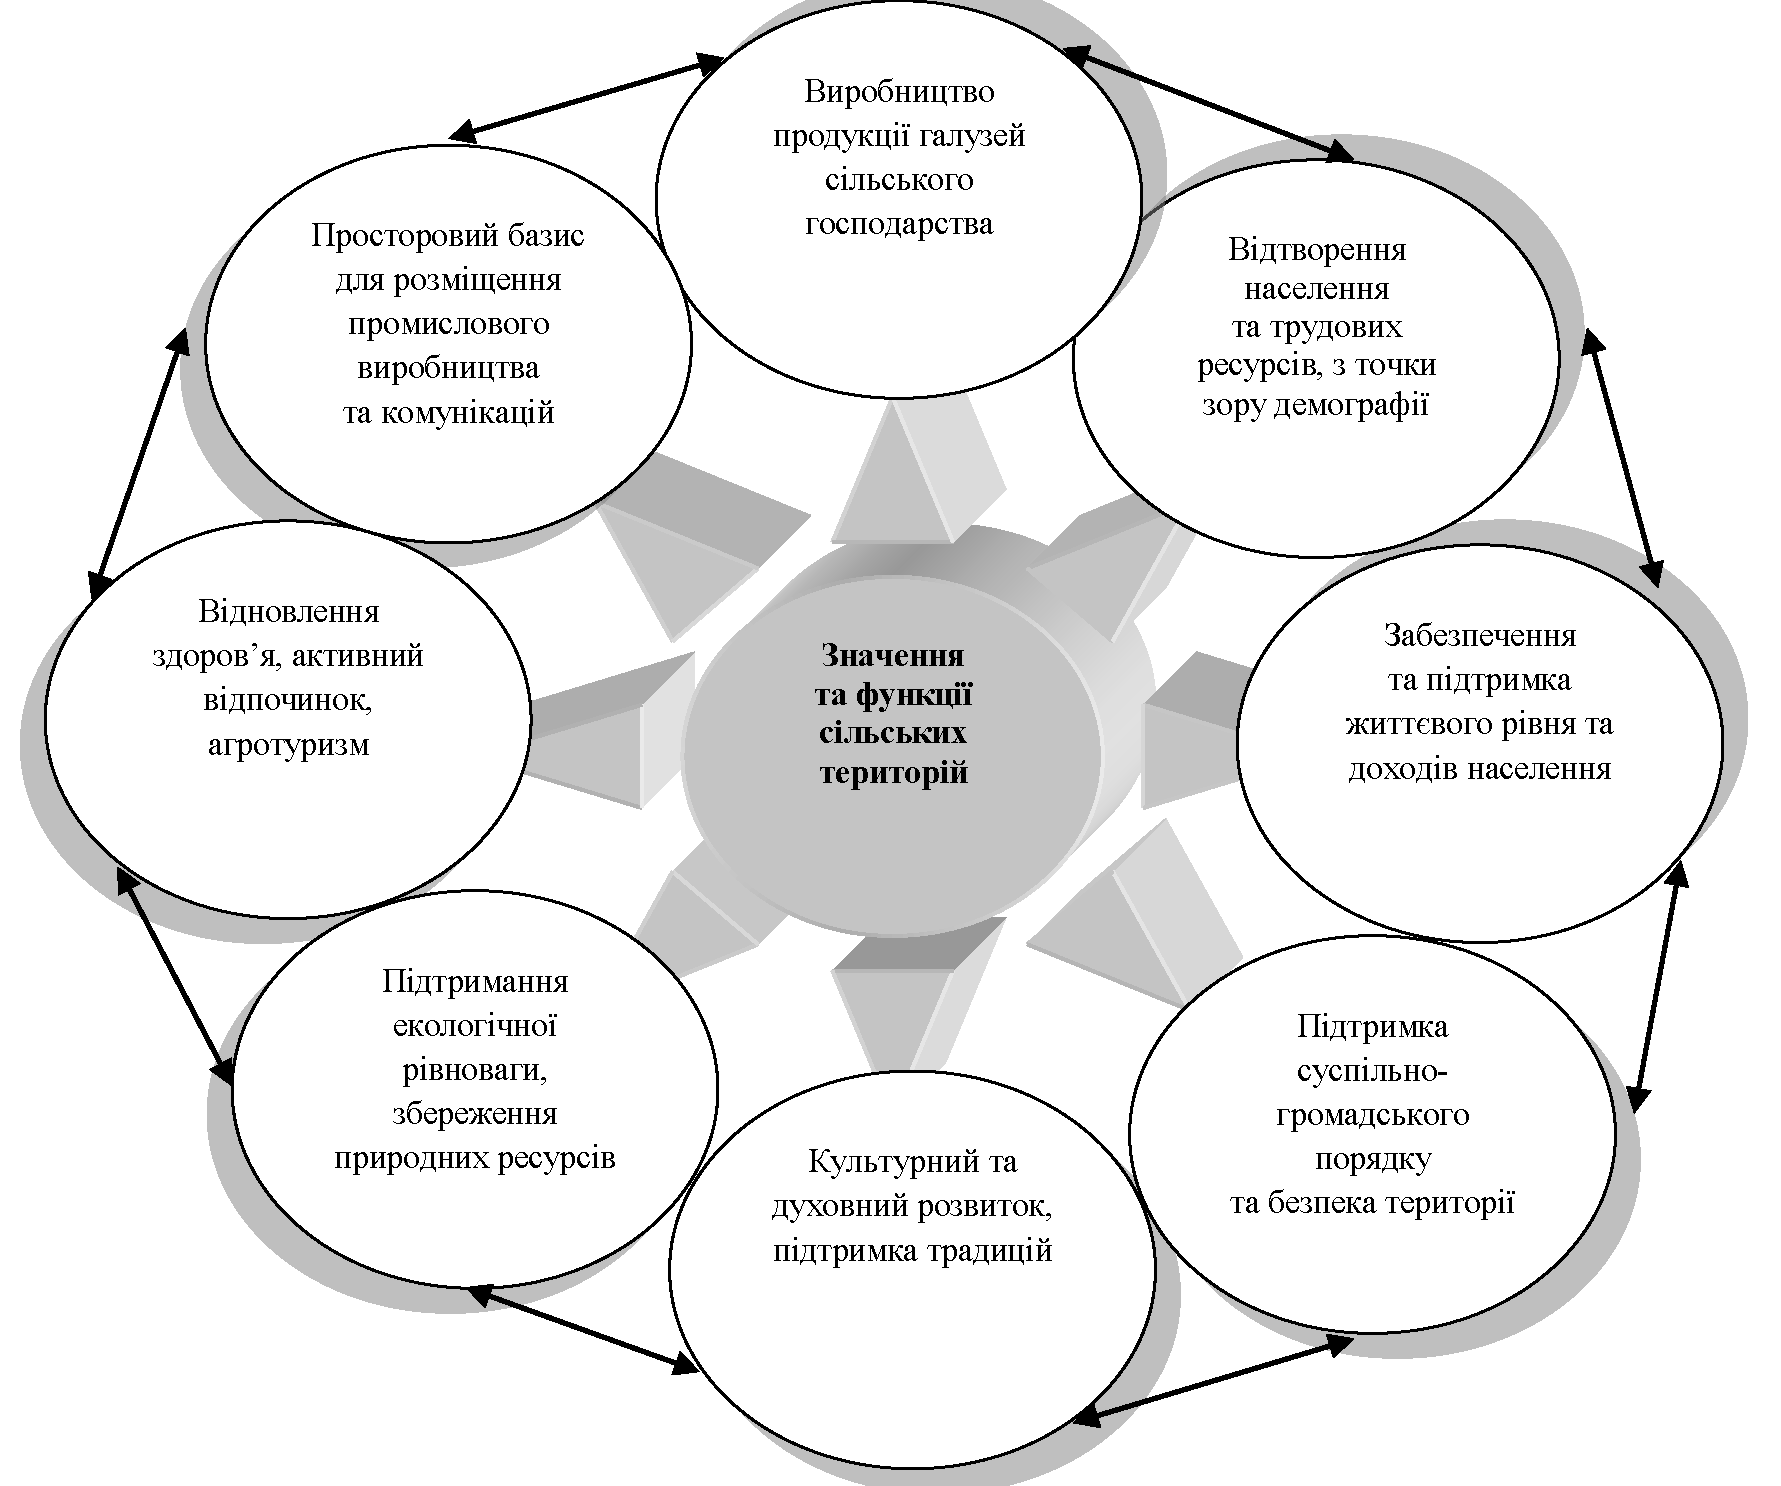 Виробництво
продукції галузей
сільського
господарства
Просторовий базис
для розміщення
промислового
виробництва
та комунікацій
Відтворення
населення
та трудових
ресурсів, з точки
зору демографії
Відновлення
здоров’я, активний
відпочинок,
агротуризм
Значення
та функції
сільських
територій
Забезпечення
та підтримка
життєвого рівня та
доходів населення
Підтримання
екологічної
рівноваги,
збереження
природних ресурсів
Культурний та
духовний розвиток,
підтримка традицій
Підтримка
суспільно-
громадського
порядку
та безпека території